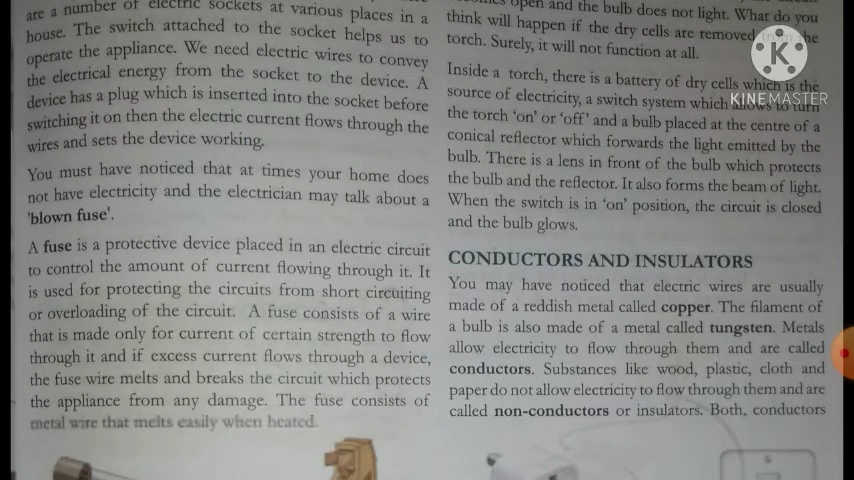 are a number of electric sockets at various places in a
house. The switch attached to the socket helps us to
operate the appliance. We need electric wires to convey
the electrical energy from the socket to the device. A
device has a plug which is inserted into the socket before
switching it on then the electric current flows through the
wires and sets the device working.
You must have noticed that at times your home does
not have electricity and the electrician may talk about a
'blown fuse'.
A fuse is a protective device placed in an electric circuit
to control the amount of current flowing through it. It
is used for protecting the circuits from short circuiting
or overloading of the circuit. A fuse consists of a wire
that is made only for current of certain strength to flow
through it and if excess current flows through a device,
the fuse wire melts and breaks the circuit which protects
the appliance from any damage. The fuse consists of
metal wire that melts easily when heated.
open and the bulb does not light. What do you
think will happen if the dry cells are removed from the
torch. Surely, it will not function at all.
Inside a torch, there is a battery of dry cells which is the
source of electricity, a switch system which allows to turn
the torch 'on' or 'off' and a bulb placed at the centre of a
conical reflector which forwards the light emitted by the
bulb. There is a lens in front of the bulb which protects
the bulb and the reflector. It also forms the beam of light.
When the switch is in 'on' position, the circuit is closed
and the bulb glows.
CONDUCTORS AND INSULATORS
You may have noticed that electric wires are usually
made of a reddish metal called copper. The filament of
a bulb is also made of a metal called tungsten. Metals
allow electricity to flow through them and are called
conductors. Substances like wood, plastic, cloth and
paper do not allow electricity to flow through them and are
called non-conductors or insulators. Both, conductors
KINEMASTER